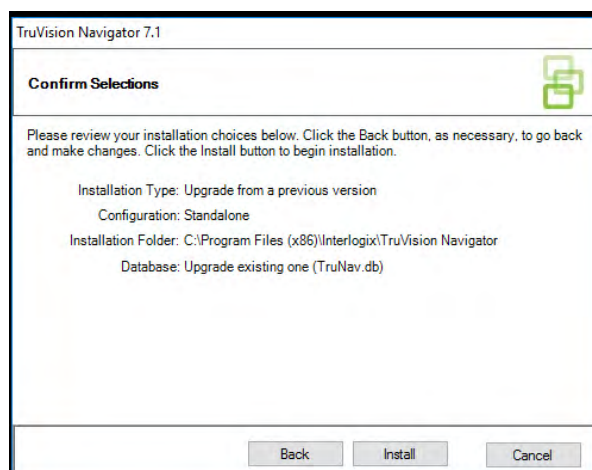 TruVision Navigator 7.1
Confirm Selections
Please review your installation choices below. Click the Back button, as necessary, to go back
and make changes. Click the Install button to begin installation.
Installation Type: Upgrade from a previous version
Configuration: Standalone
Installation Folder: C:\Program Files (x86)\Interlogix\TruVision Navigator
Database: Upgrade existing one (TruNav.db)
Back Install Cancel